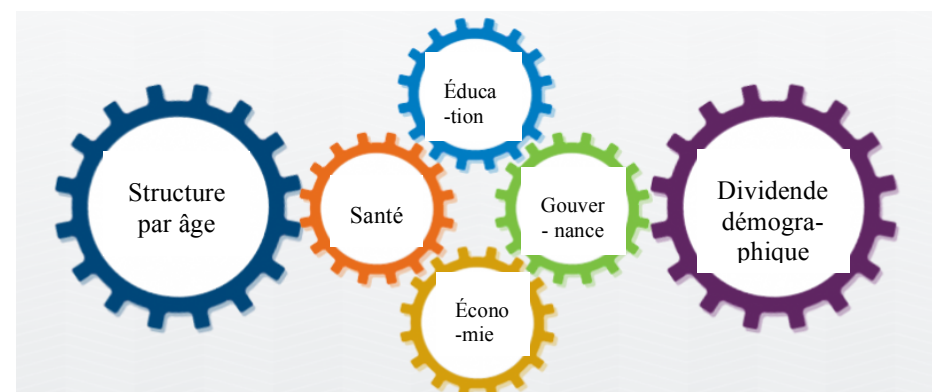 Structure
par âge
Santé
Éduca
-tion
Écono
-mie
Gouver
- nance
Dividende
démogra-
phique